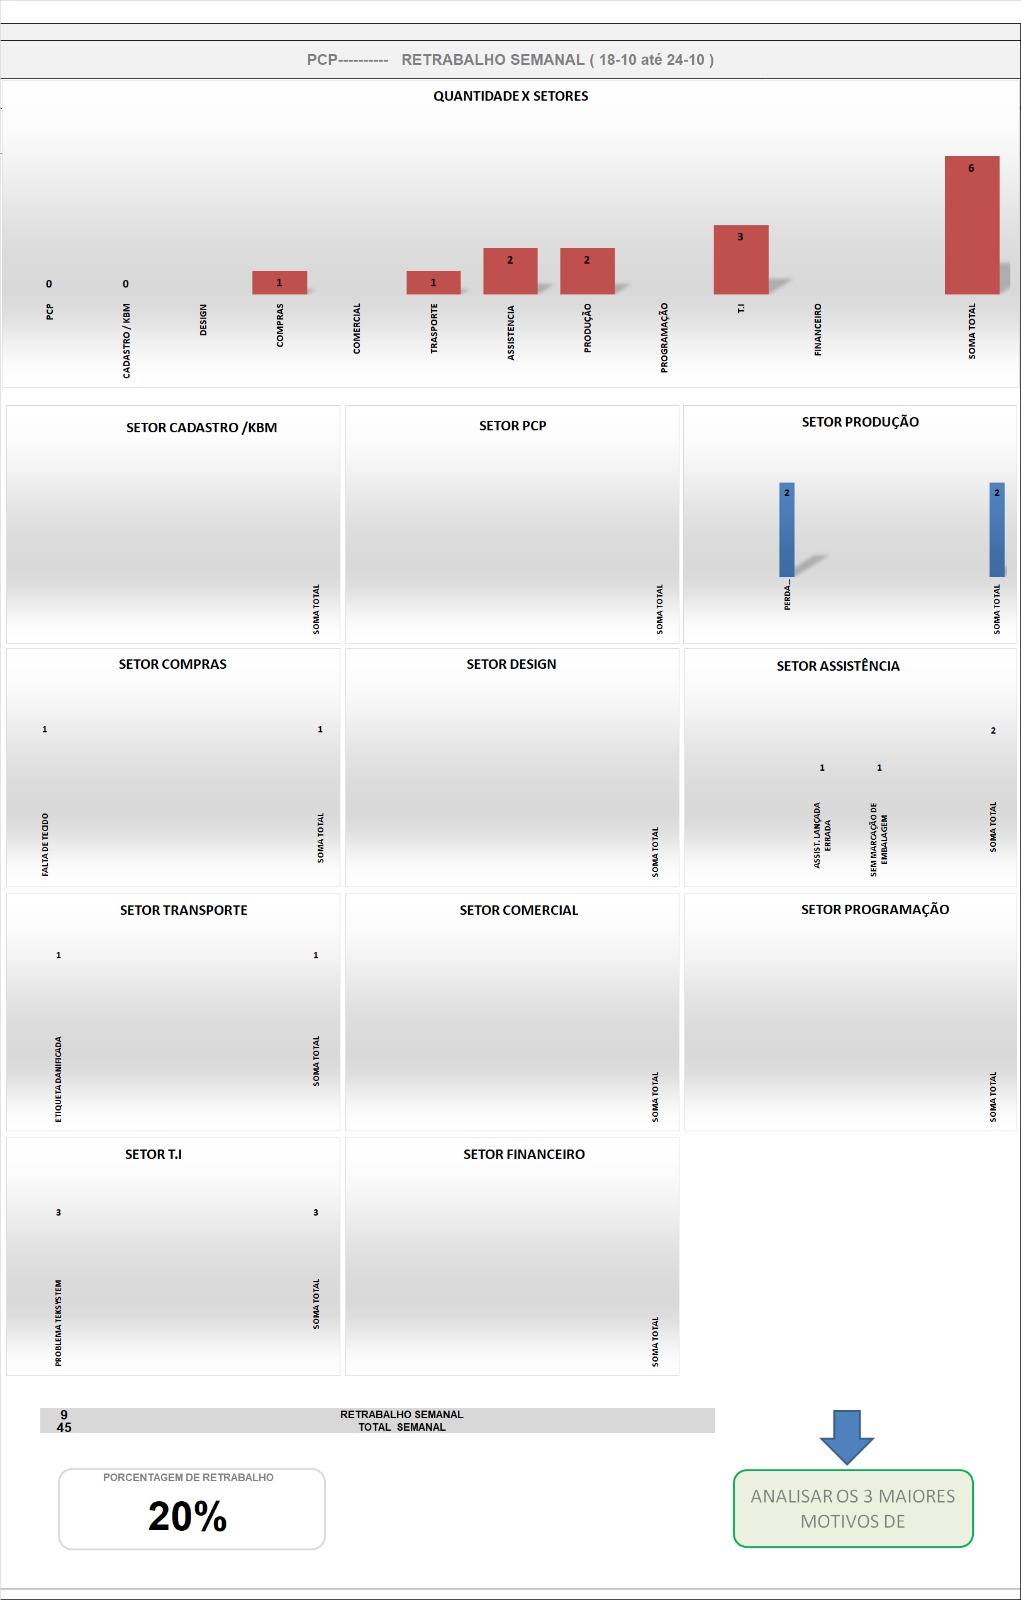 PCP---------- RETRABALHO SEMANAL ( 18-10 até 24-10 )
QUANTIDADE X SETORES
0
0
1
1
2
2
3
6
PCP
CADASTRO / KBM
DESIGN
COMPRAS
COMERCIAL
TRASPORTE
ASSISTENCIA
PRODUÇÃO
PROGRAMAÇÃO
T.I
FINANCEIRO
SOMA TOTAL
SETOR CADASTRO /KBM
SOMA TOTAL
SETOR PCP
SOMA TOTAL
SETOR PRODUÇÃO
2
2
PERDA...
SOMA TOTAL
SETOR COMPRAS
1
1
FALTA DE TECIDO
SOMA TOTAL
SETOR DESIGN
SOMA TOTAL
SETOR ASSISTÊNCIA
1
1
2
ASSIST. LANÇADA
ERRADA
SEM MARCAÇÃO DE
EMBALAGEM
SOMA TOTAL
SETOR TRANSPORTE
1
1
ETIQUETA DANIFICADA
SOMA TOTAL
SETOR COMERCIAL
SOMA TOTAL
SETOR PROGRAMAÇÃO
SOMA TOTAL
SETOR T.I
3
3
PROBLEMA TEKSYSTEM
SOMA TOTAL
SETOR FINANCEIRO
SOMA TOTAL
9 RETRABALHO SEMANAL
45 TOTAL SEMANAL
PORCENTAGEM DE RETRABALHO
20%
ANALISAR OS 3 MAIORES
MOTIVOS DE